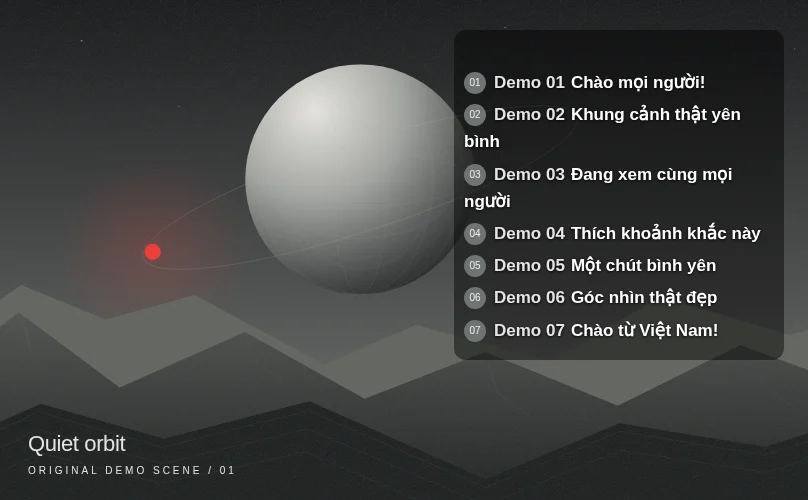 01 Demo 01 Chào mọi người!
02 Demo 02 Khung cảnh thật yên
bình
03 Demo 03 Đang xem cùng mọi
người
04 Demo 04 Thích khoảnh khắc này
05 Demo 05 Một chút bình yên
06 Demo 06 Góc nhìn thật đẹp
07 Demo 07 Chào từ Việt Nam!
Quiet orbit
ORIGINAL DEMO SCENE / 01